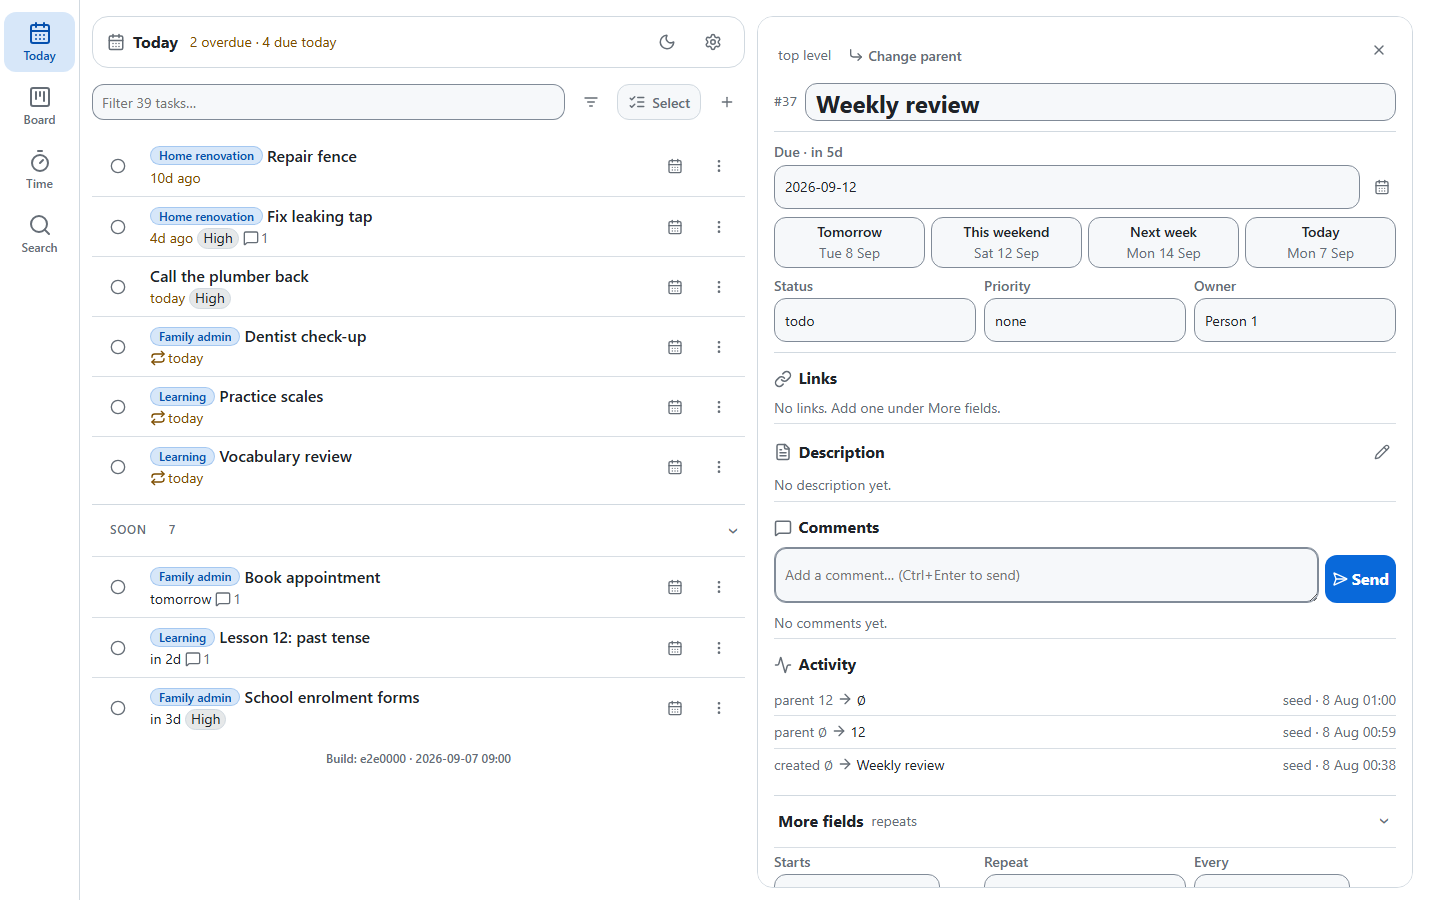 Today
Board
Time
Search
Today 2 overdue · 4 due today
Filter 39 tasks...
Select
Home renovation Repair fence
10d ago
Home renovation Fix leaking tap
4d ago High 1
Call the plumber back
today High
Family admin Dentist check-up
today
Learning Practice scales
today
Learning Vocabulary review
today
SOON 7
Family admin Book appointment
tomorrow 1
Learning Lesson 12: past tense
in 2d 1
Family admin School enrolment forms
in 3d High
Build: e2e0000 · 2026-09-07 09:00
top level Change parent
#37 Weekly review
Due · in 5d
2026-09-12
Tomorrow This weekend Next week Today
Tue 8 Sep Sat 12 Sep Mon 14 Sep Mon 7 Sep
Status Priority Owner
todo none Person 1
Links
No links. Add one under More fields.
Description
No description yet.
Comments
Add a comment... (Ctrl+Enter to send)
Send
No comments yet.
Activity
parent 12 → Ø seed · 8 Aug 01:00
parent Ø → 12 seed · 8 Aug 00:59
created Ø → Weekly review seed · 8 Aug 00:38
More fields repeats
Starts Repeat Every